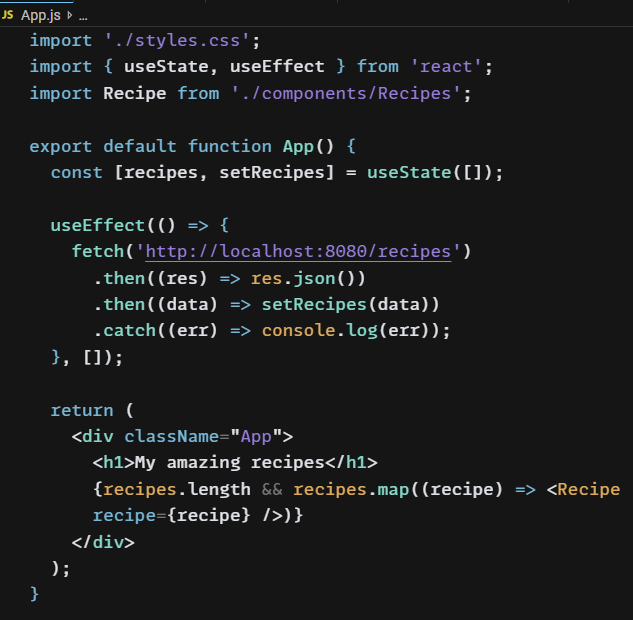 JS App.js > ...
import './styles.css';
import { useState, useEffect } from 'react';
import Recipe from './components/Recipes';
export default function App() {
const [recipes, setRecipes] = useState([]);
useEffect(() => {
fetch('http://localhost:8080/recipes')
.then((res) => res.json())
.then((data) => setRecipes(data))
.catch((err) => console.log(err));
}, []);
return (
<div className="App">
<h1>My amazing recipes</h1>
{recipes.length && recipes.map((recipe) => <Recipe
recipe={recipe} />)}
</div>
);
}